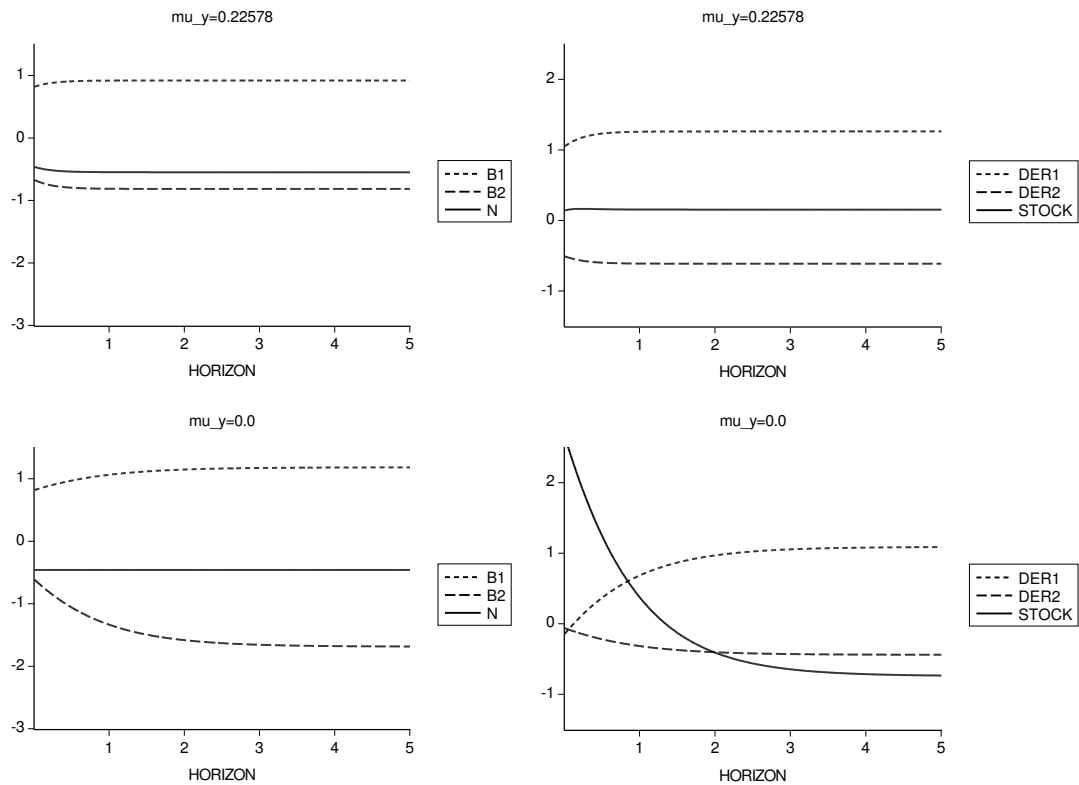 mu_y=0.22578
1
0
-1
-2
-3
1
2
3
4
5
HORIZON
B1
B2
N
mu_y=0.22578
2
1
0
-1
1
2
3
4
5
HORIZON
DER1
DER2
STOCK
mu_y=0.0
1
0
-1
-2
-3
1
2
3
4
5
HORIZON
B1
B2
N
mu_y=0.0
2
1
0
-1
1
2
3
4
5
HORIZON
DER1
DER2
STOCK